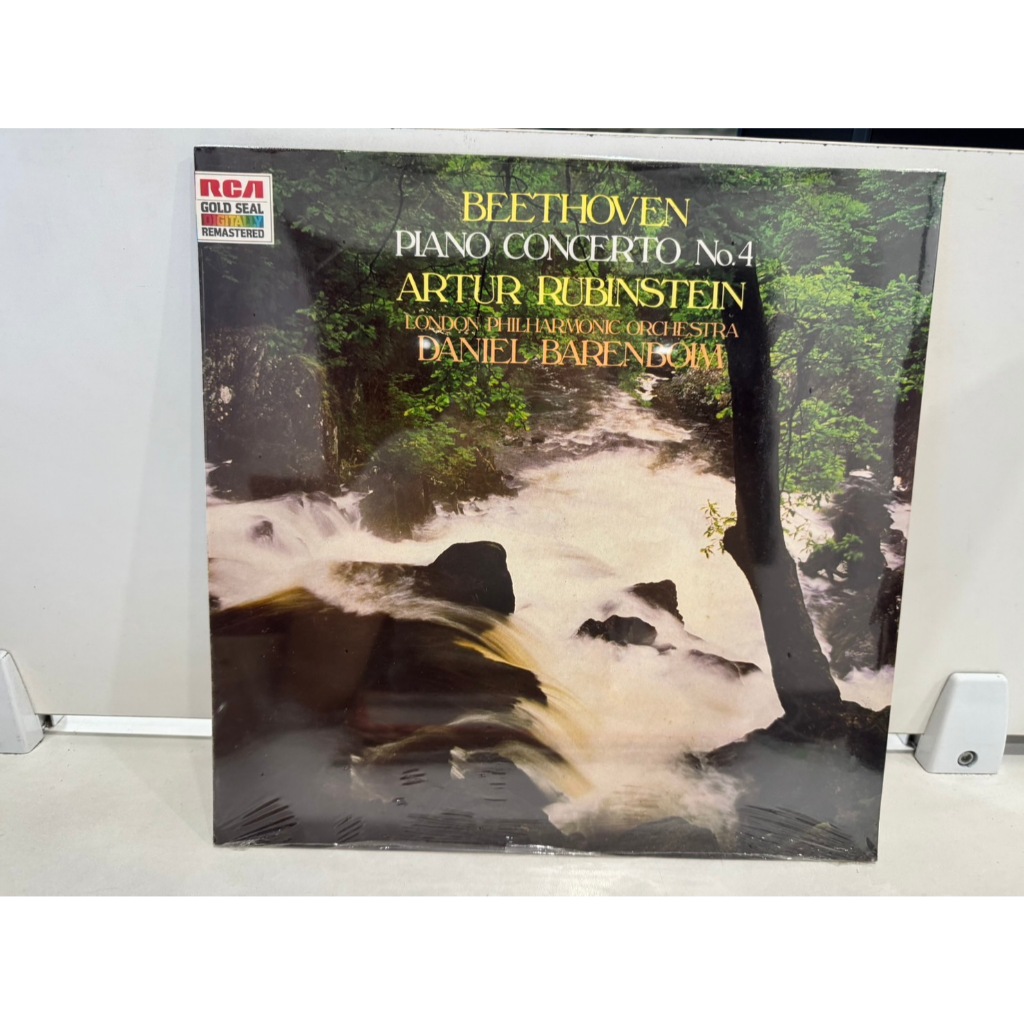 RCA
GOLD SEAL
DIGITALLY
REMASTERED
BEETHOVEN
PIANO CONCERTO No.4
ARTUR RUBINSTEIN
LONDON PHILHARMONIC ORCHESTRA
DANIEL BARENBOIM